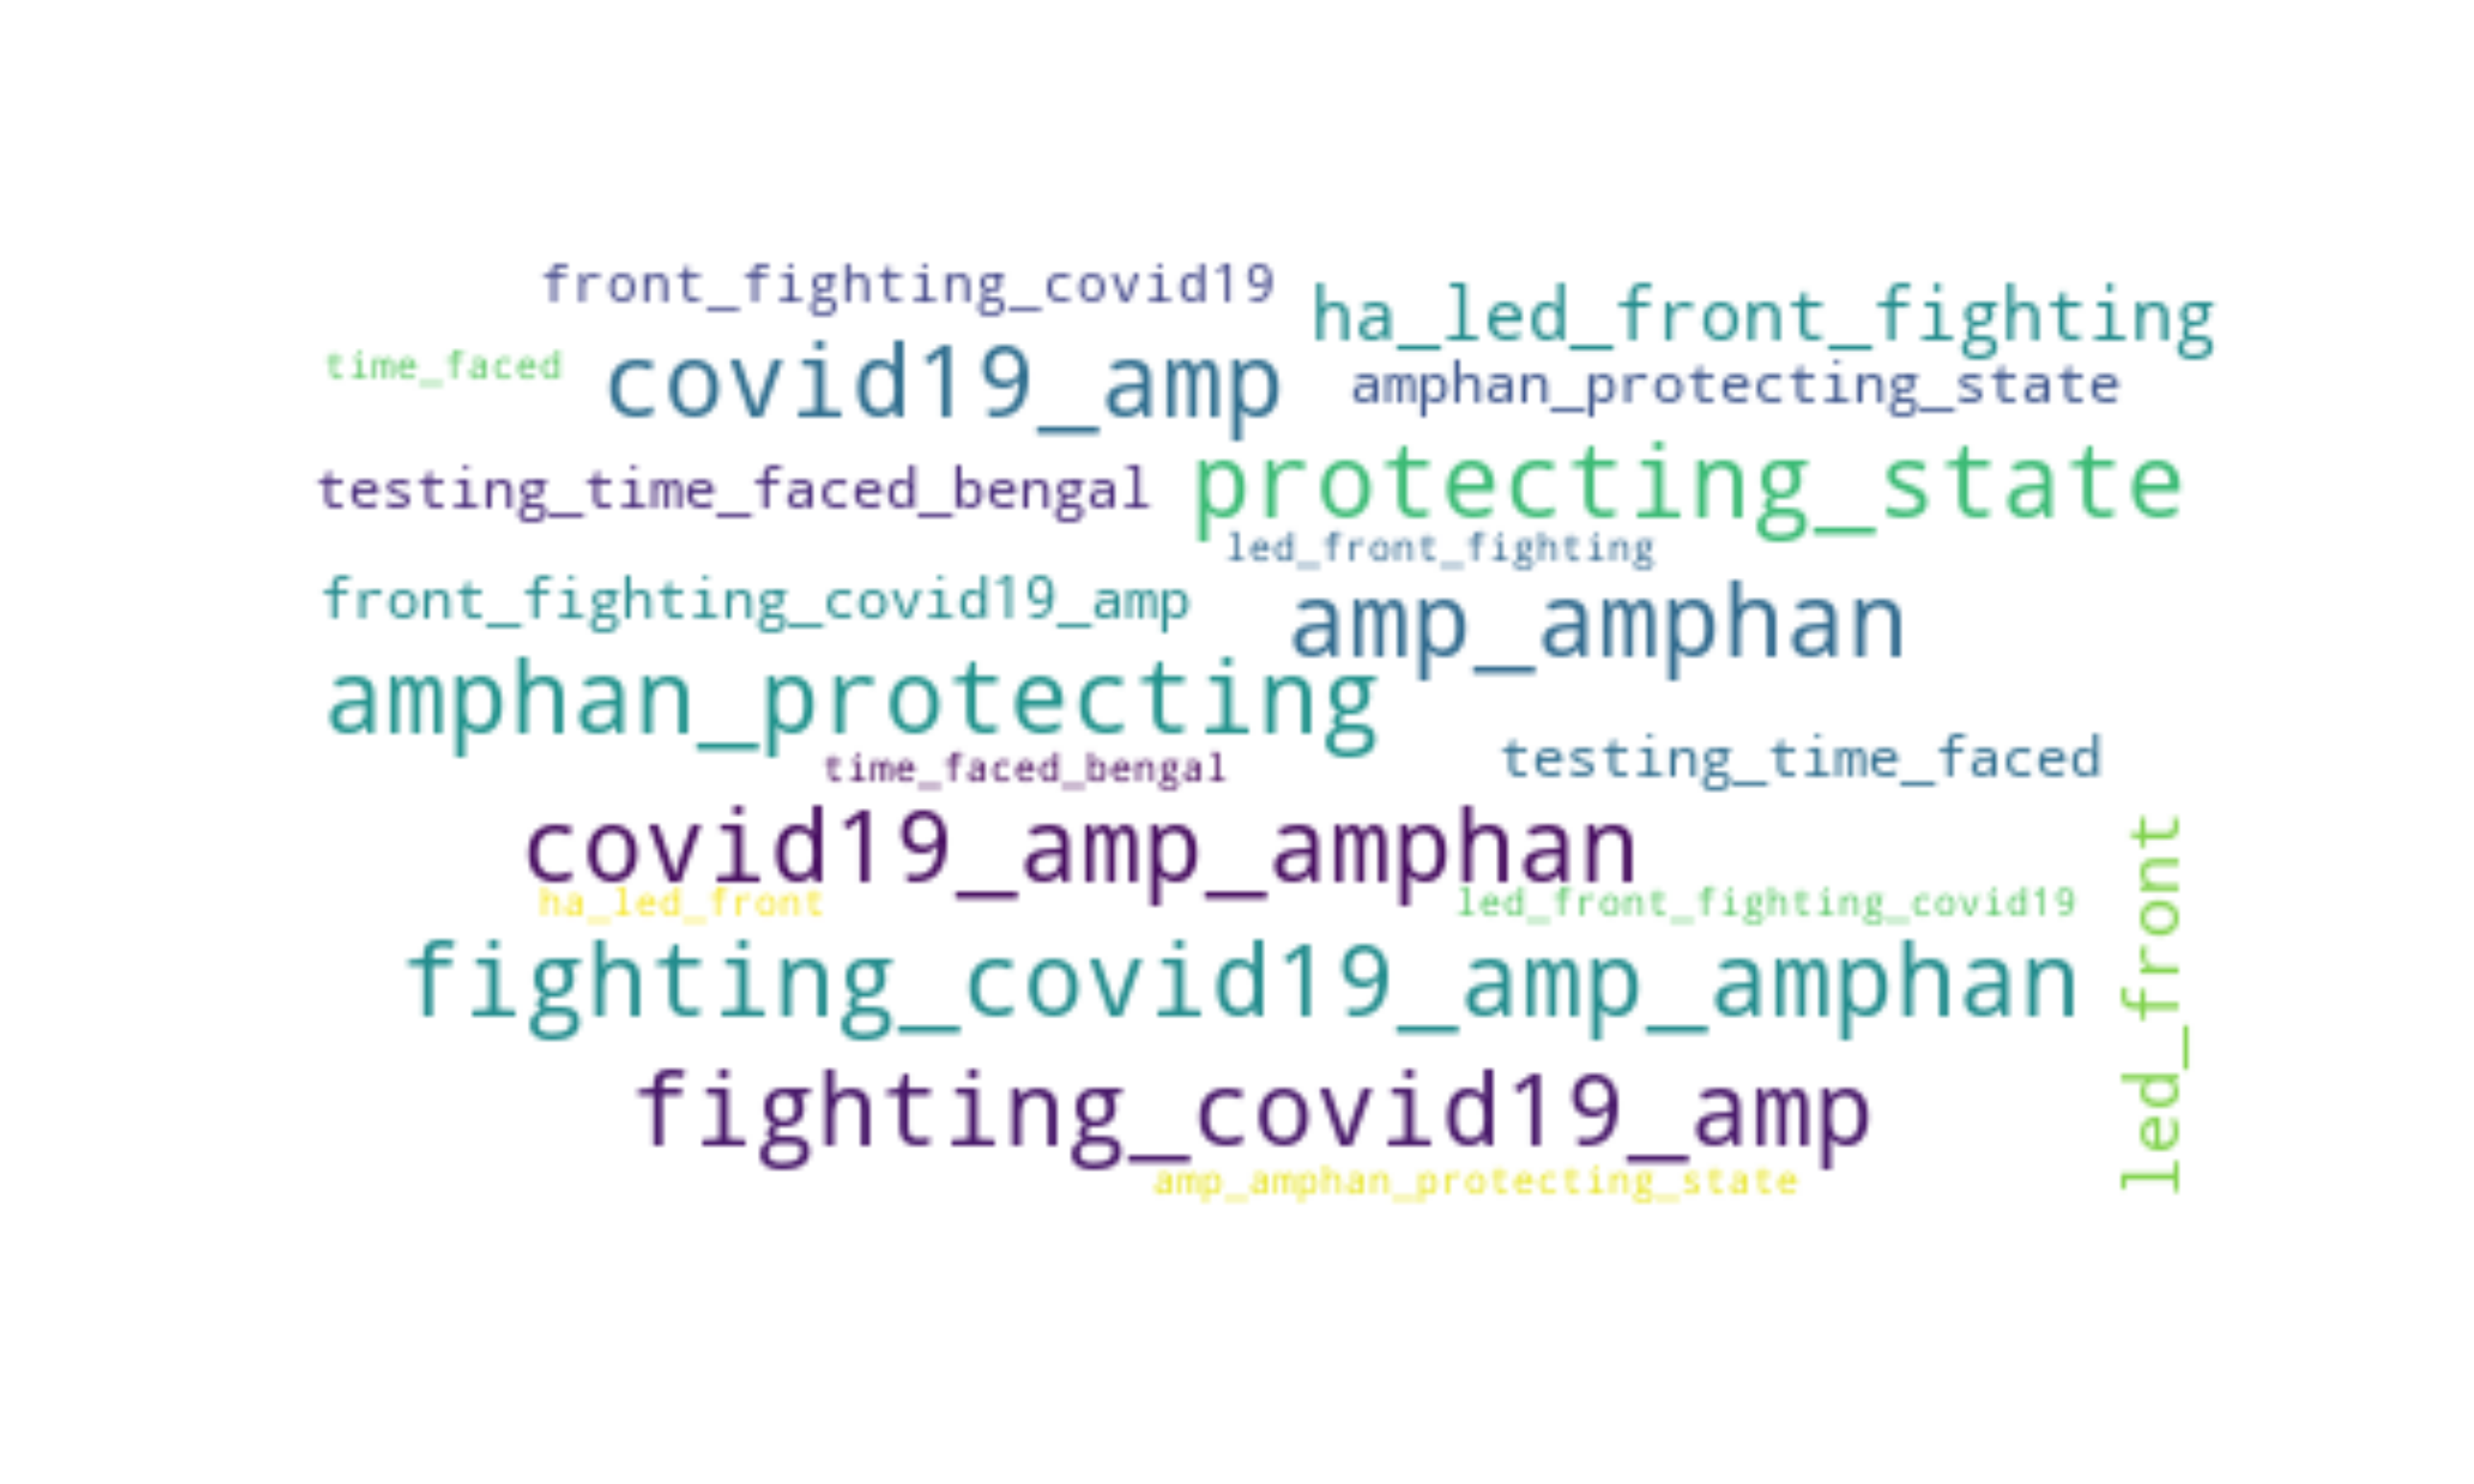 front_fighting_covid19
ha_led_front_fighting
time_faced
covid19_amp
amphan_protecting_state
testing_time_faced_bengal
protecting_state
led_front_fighting
front_fighting_covid19_amp
amp_amphan
amphan_protecting
time_faced_bengal
testing_time_faced
covid19_amp_amphan
ha_led_front
led_front_fighting_covid19
fighting_covid19_amp_amphan
led_front
fighting_covid19_amp
amp_amphan_protecting_state